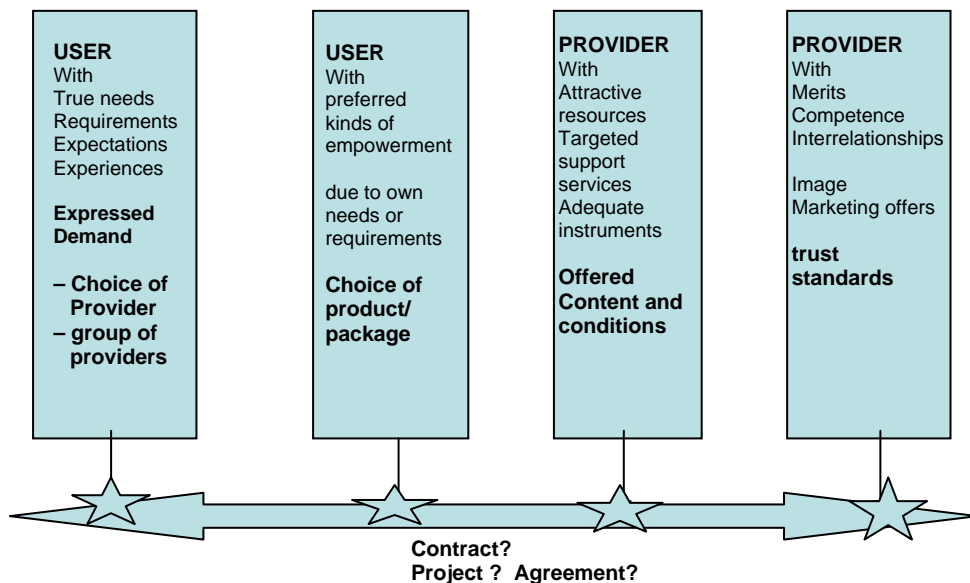 USER
With
True needs
Requirements
Expectations
Experiences
Expressed
Demand
– Choice of
Provider
– group of
providers
USER
With
preferred
kinds of
empowerment
due to own
needs or
requirements
Choice of
product/
package
PROVIDER
With
Attractive
resources
Targeted
support
services
Adequate
instruments
Offered
Content and
conditions
PROVIDER
With
Merits
Competence
Interrelationships
Image
Marketing offers
trust
standards
Contract?
Project ? Agreement?